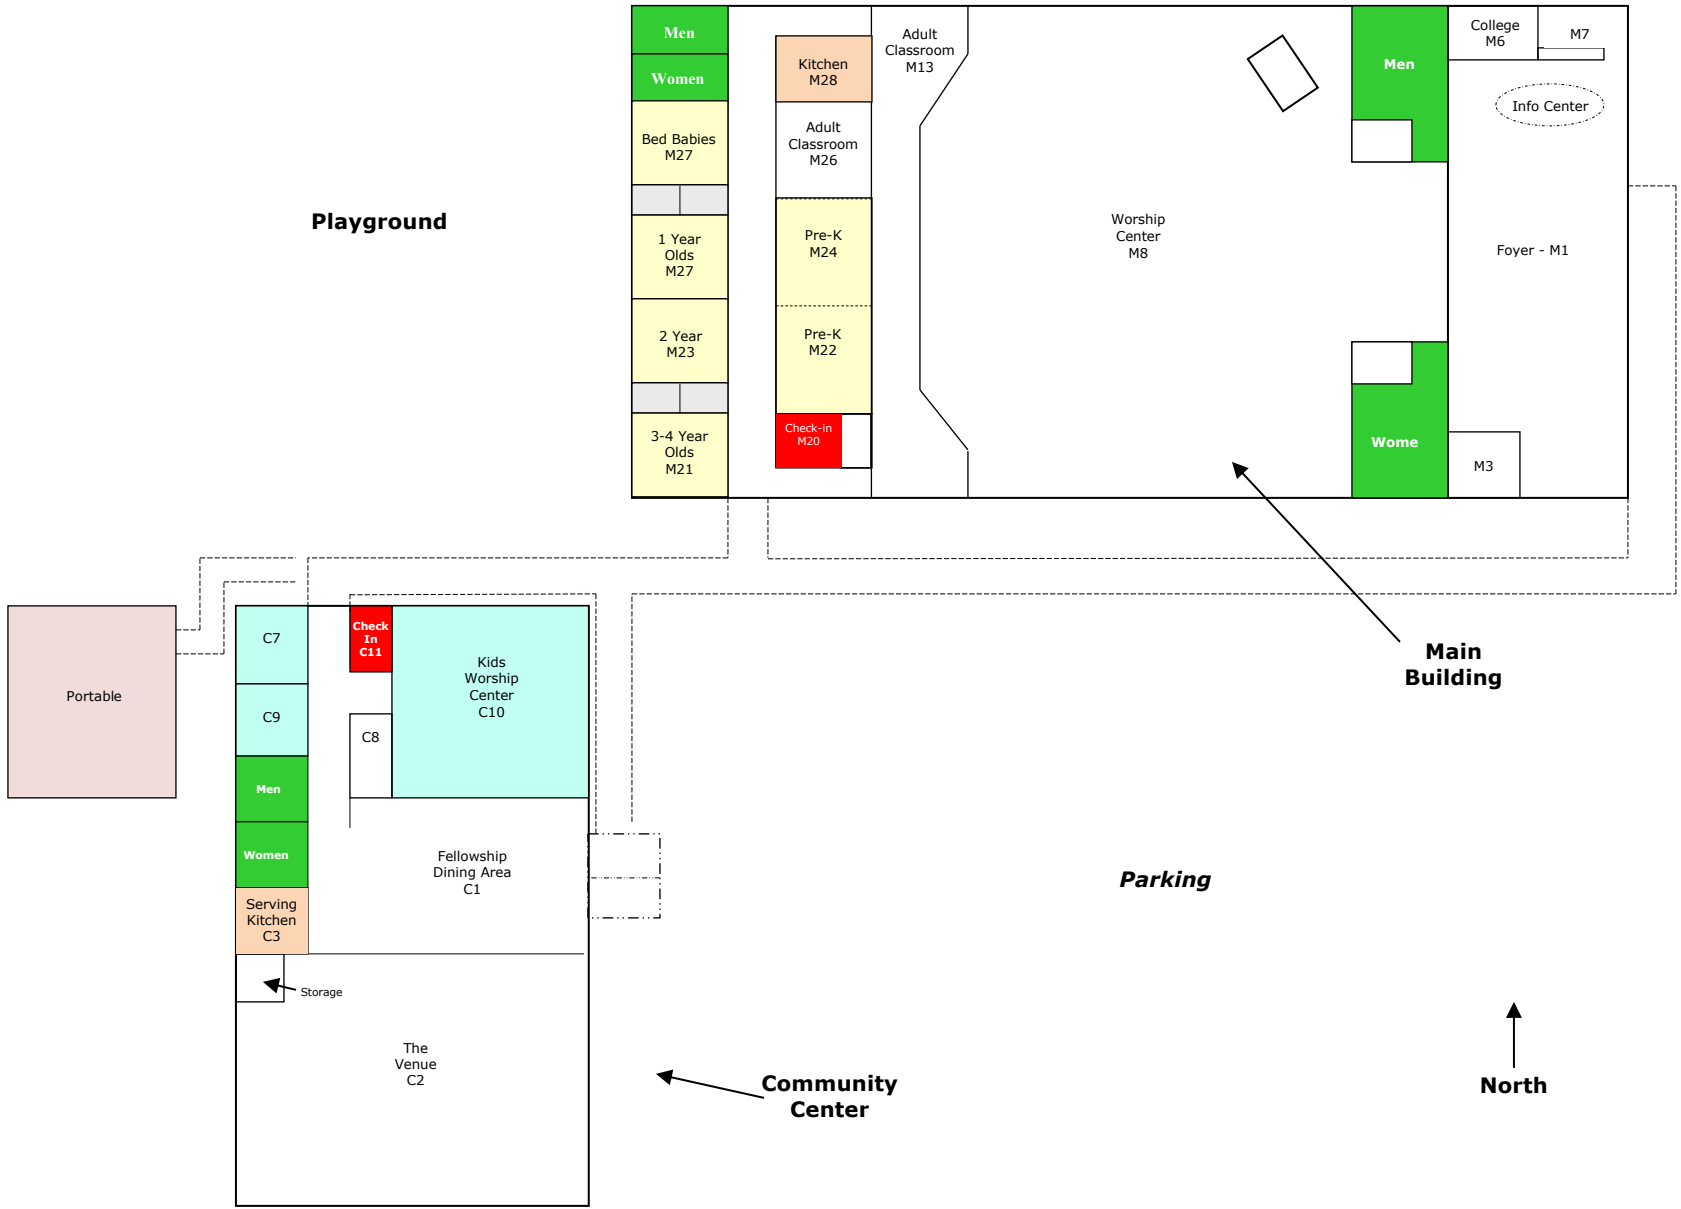 Men
Women
Bed Babies
M27
1 Year
Olds
M27
2 Year
M23
3-4 Year
Olds
M21
Kitchen
M28
Adult
Classroom
M26
Pre-K
M24
Pre-K
M22
Check-in
M20
Adult
Classroom
M13
Worship
Center
M8
Men
Wome
College
M6
M7
Info Center
Foyer - M1
M3
Playground
Main
Building
Portable
C7
C9
Men
Women
Serving
Kitchen
C3
Storage
Check
In
C11
C8
Kids
Worship
Center
C10
Fellowship
Dining Area
C1
The
Venue
C2
Community
Center
Parking
North